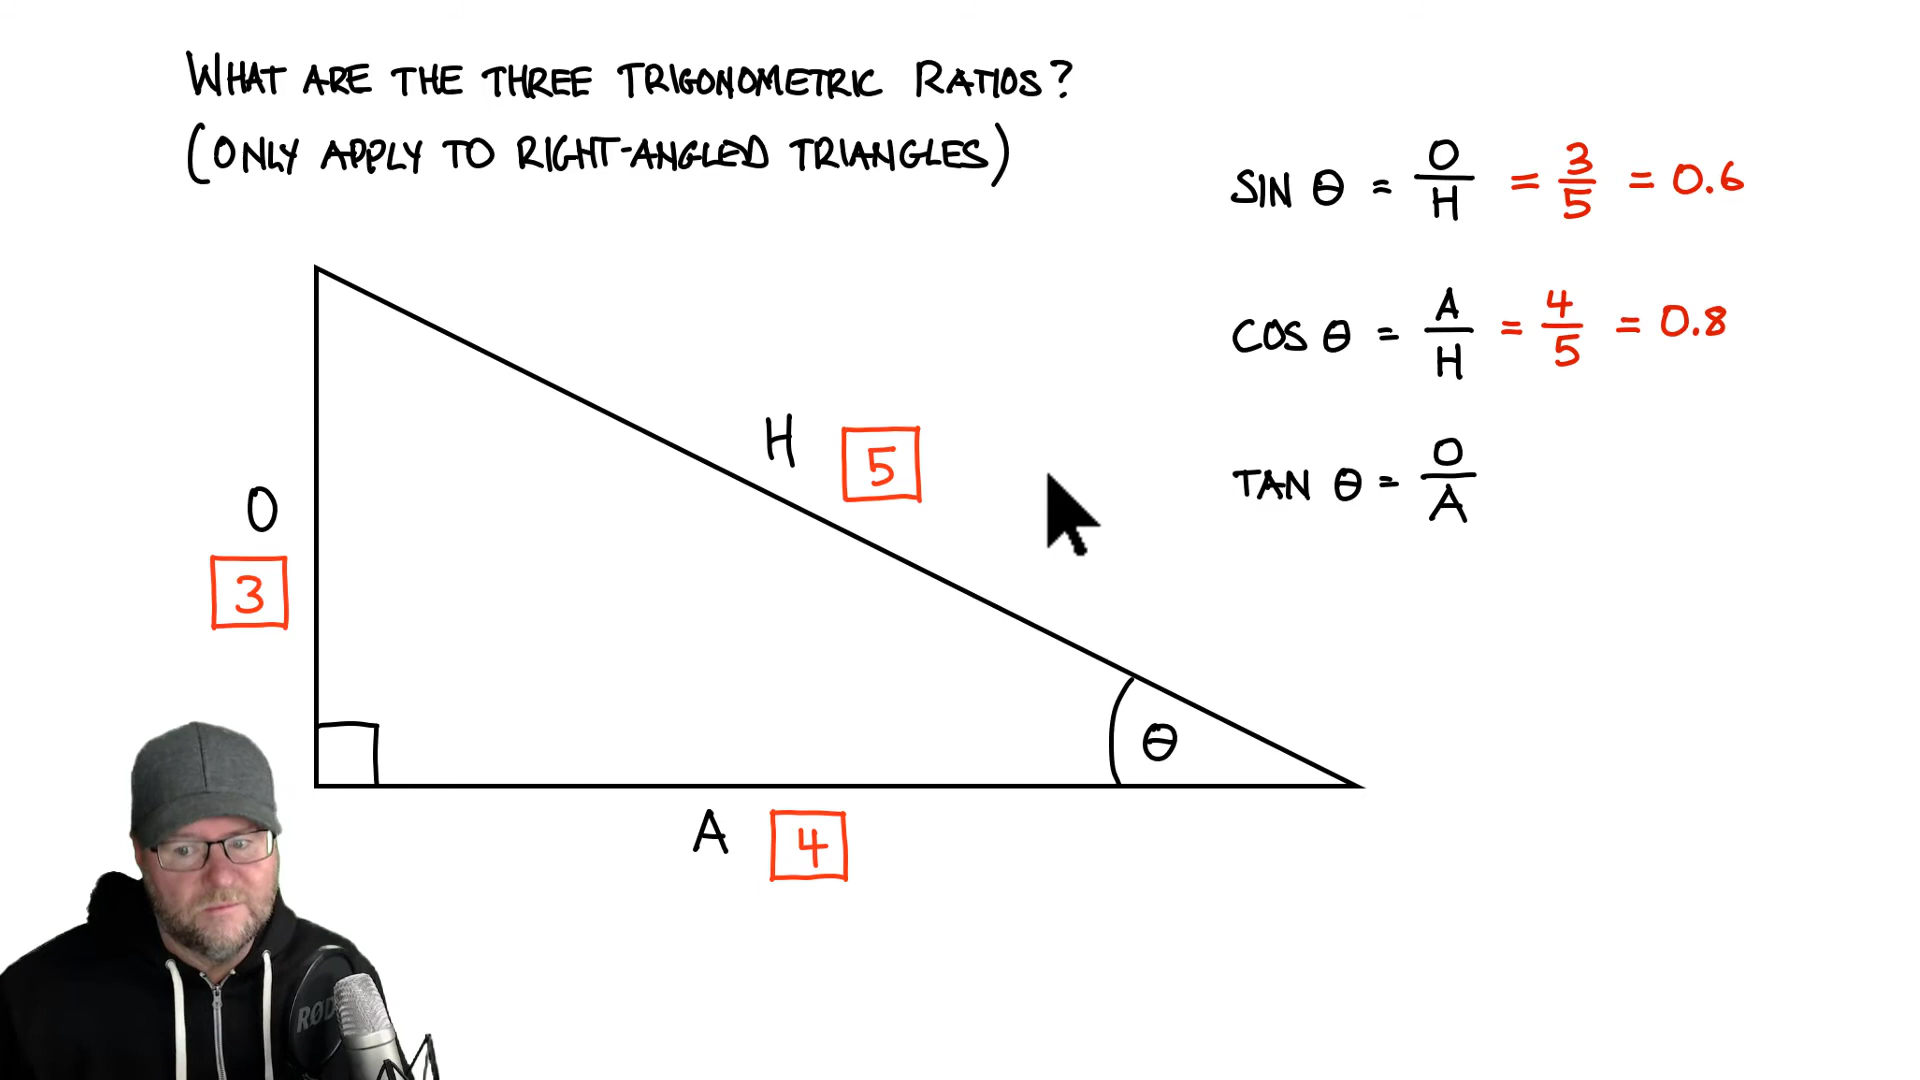 WHAT ARE THE THREE TRIGONOMETRIC RATIOS?
(ONLY APPLY TO RIGHT-ANGLED TRIANGLES)
SIN θ = O/H = 3/5 = 0.6
COS θ = A/H = 4/5 = 0.8
TAN θ = O/A
H 5
O
3
θ
A 4
RØD